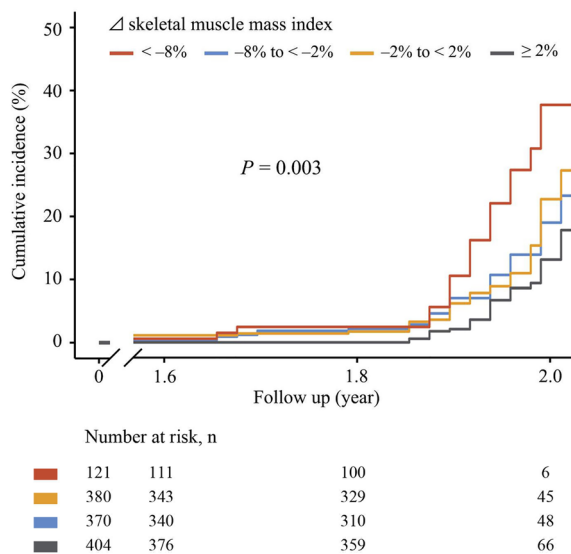 50
⊿ skeletal muscle mass index
< –8% –8% to < –2% –2% to < 2% ≥ 2%
40
30
P = 0.003
20
10
0
Cumulative incidence (%)
0 1.6 1.8 2.0
Follow up (year)
Number at risk, n
121 111 100 6
380 343 329 45
370 340 310 48
404 376 359 66